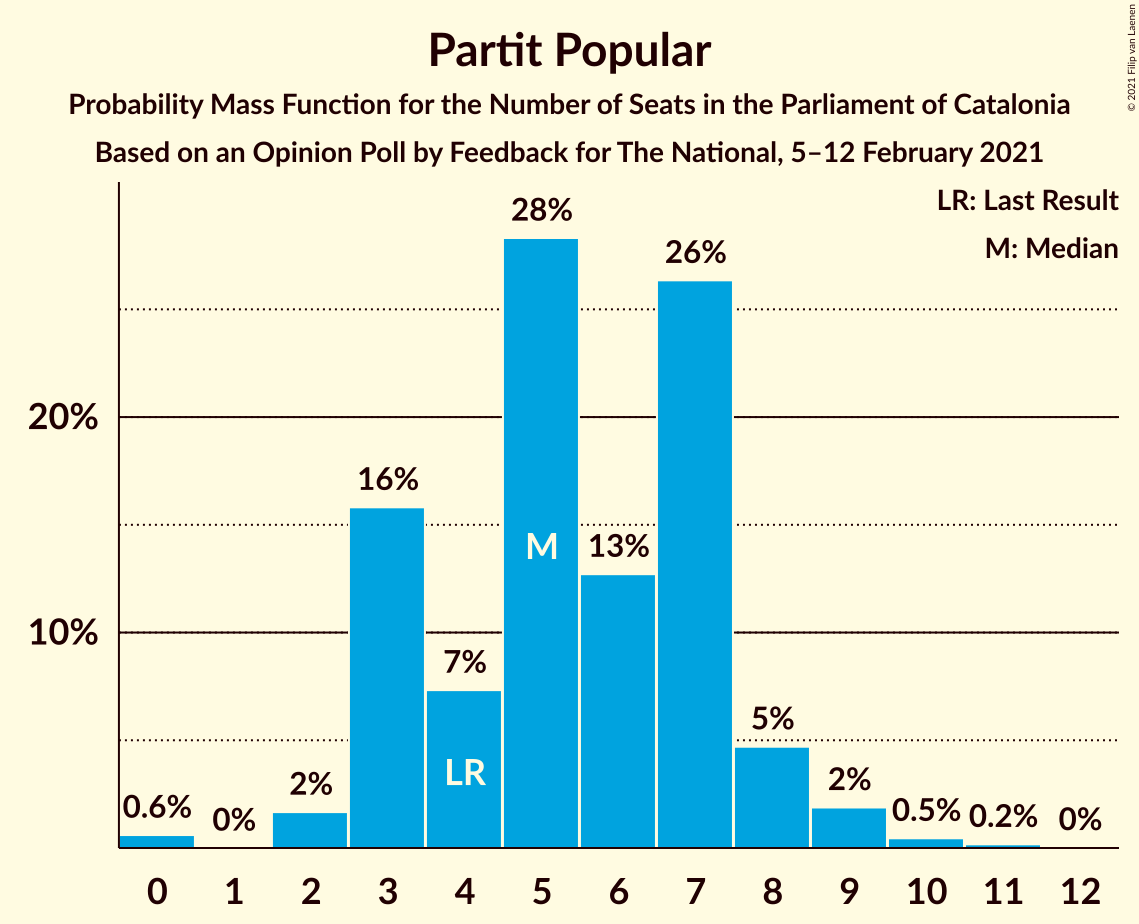 Partit Popular
Probability Mass Function for the Number of Seats in the Parliament of Catalonia
Based on an Opinion Poll by Feedback for The National, 5–12 February 2021
© 2021 Filip van Laenen
LR: Last Result
M: Median
28%
26%
20%
16%
M
13%
10%
7%
5%
LR
0.6%
0%
2%
2%
0.5%
0.2%
0%
0 1 2 3 4 5 6 7 8 9 10 11 12